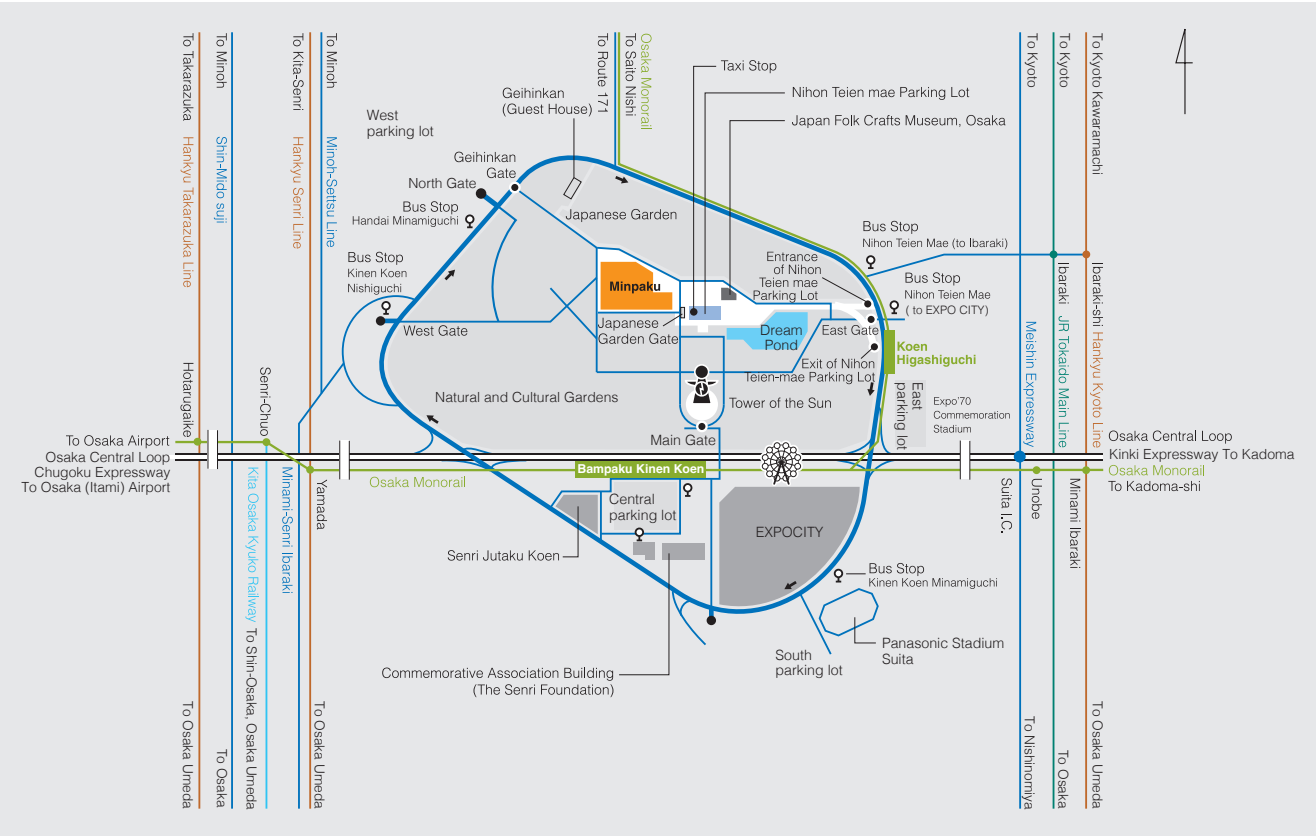 To Takarazuka
Hankyu Takarazuka Line
Hotarugaike
To Osaka Umeda
To Minoh
Shin-Mido suji
To Osaka
Senri-Chuo
Kita Osaka Kyuko Railway To Shin-Osaka, Osaka Umeda
To Kita-Senri
Hankyu Senri Line
Minami-Senri Ibaraki
To Minoh
Minoh-Settsu Line
Yamada
To Osaka Umeda
To Osaka Airport
Osaka Central Loop
Chugoku Expressway
To Osaka (Itami) Airport
West
parking lot
Geihinkan
(Guest House)
Geihinkan
Gate
North Gate
Bus Stop
Handai Minamiguchi
Bus Stop
Kinen Koen
Nishiguchi
West Gate
To Route 171
To Saito Nishi
Osaka Monorail
Taxi Stop
Nihon Teien mae Parking Lot
Japan Folk Crafts Museum, Osaka
Japanese Garden
Minpaku
Japanese
Garden Gate
Entrance
of Nihon
Teien mae
Parking Lot
Bus Stop
Nihon Teien Mae (to Ibaraki)
Bus Stop
Nihon Teien Mae
( to EXPO CITY)
Dream
Pond
East Gate
Exit of Nihon
Teien-mae Parking Lot
Koen
Higashiguchi
East
parking lot
Expo'70
Commemoration
Stadium
Natural and Cultural Gardens
Tower of the Sun
Main Gate
Osaka Monorail
Bampaku Kinen Koen
Central
parking lot
Senri Jutaku Koen
EXPOCITY
Bus Stop
Kinen Koen Minamiguchi
Panasonic Stadium
Suita
South
parking lot
Commemorative Association Building
(The Senri Foundation)
To Kyoto
Meishin Expressway
Suita I.C.
To Nishinomiya
To Kyoto
Ibaraki JR Tokaido Main Line
Unobe
To Osaka
To Kyoto Kawaramachi
Ibaraki-shi Hankyu Kyoto Line
Minami Ibaraki
To Osaka Umeda
Osaka Central Loop
Kinki Expressway To Kadoma
Osaka Monorail
To Kadoma-shi